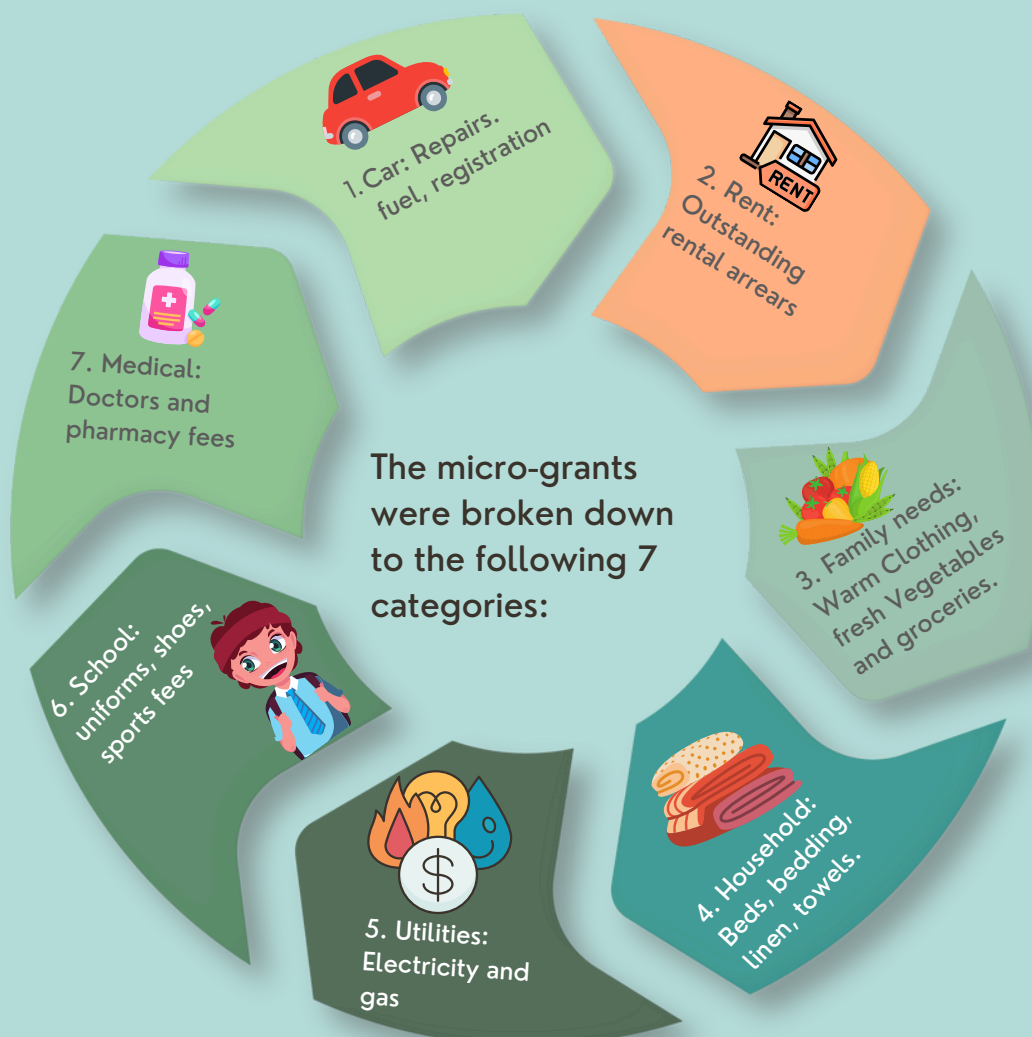 The micro-grants
were broken down
to the following 7
categories:
1. Car: Repairs.
fuel, registration
RENT
2. Rent:
Outstanding
rental arrears
3. Family needs:
Warm Clothing,
fresh Vegetables
and groceries.
4. Household:
Beds, bedding,
linen, towels.
$
5. Utilities:
Electricity and
gas
6. School:
uniforms, shoes,
sports fees
7. Medical:
Doctors and
pharmacy fees